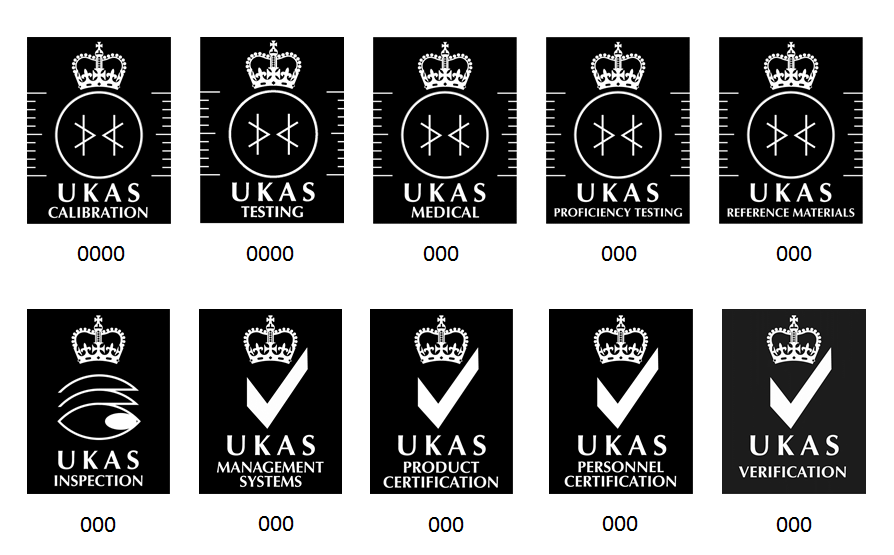 UKAS
CALIBRATION
0000
UKAS
TESTING
0000
UKAS
MEDICAL
000
UKAS
PROFICIENCY TESTING
000
UKAS
REFERENCE MATERIALS
000
UKAS
INSPECTION
000
UKAS
MANAGEMENT
SYSTEMS
000
UKAS
PRODUCT
CERTIFICATION
000
UKAS
PERSONNEL
CERTIFICATION
000
UKAS
VERIFICATION
000